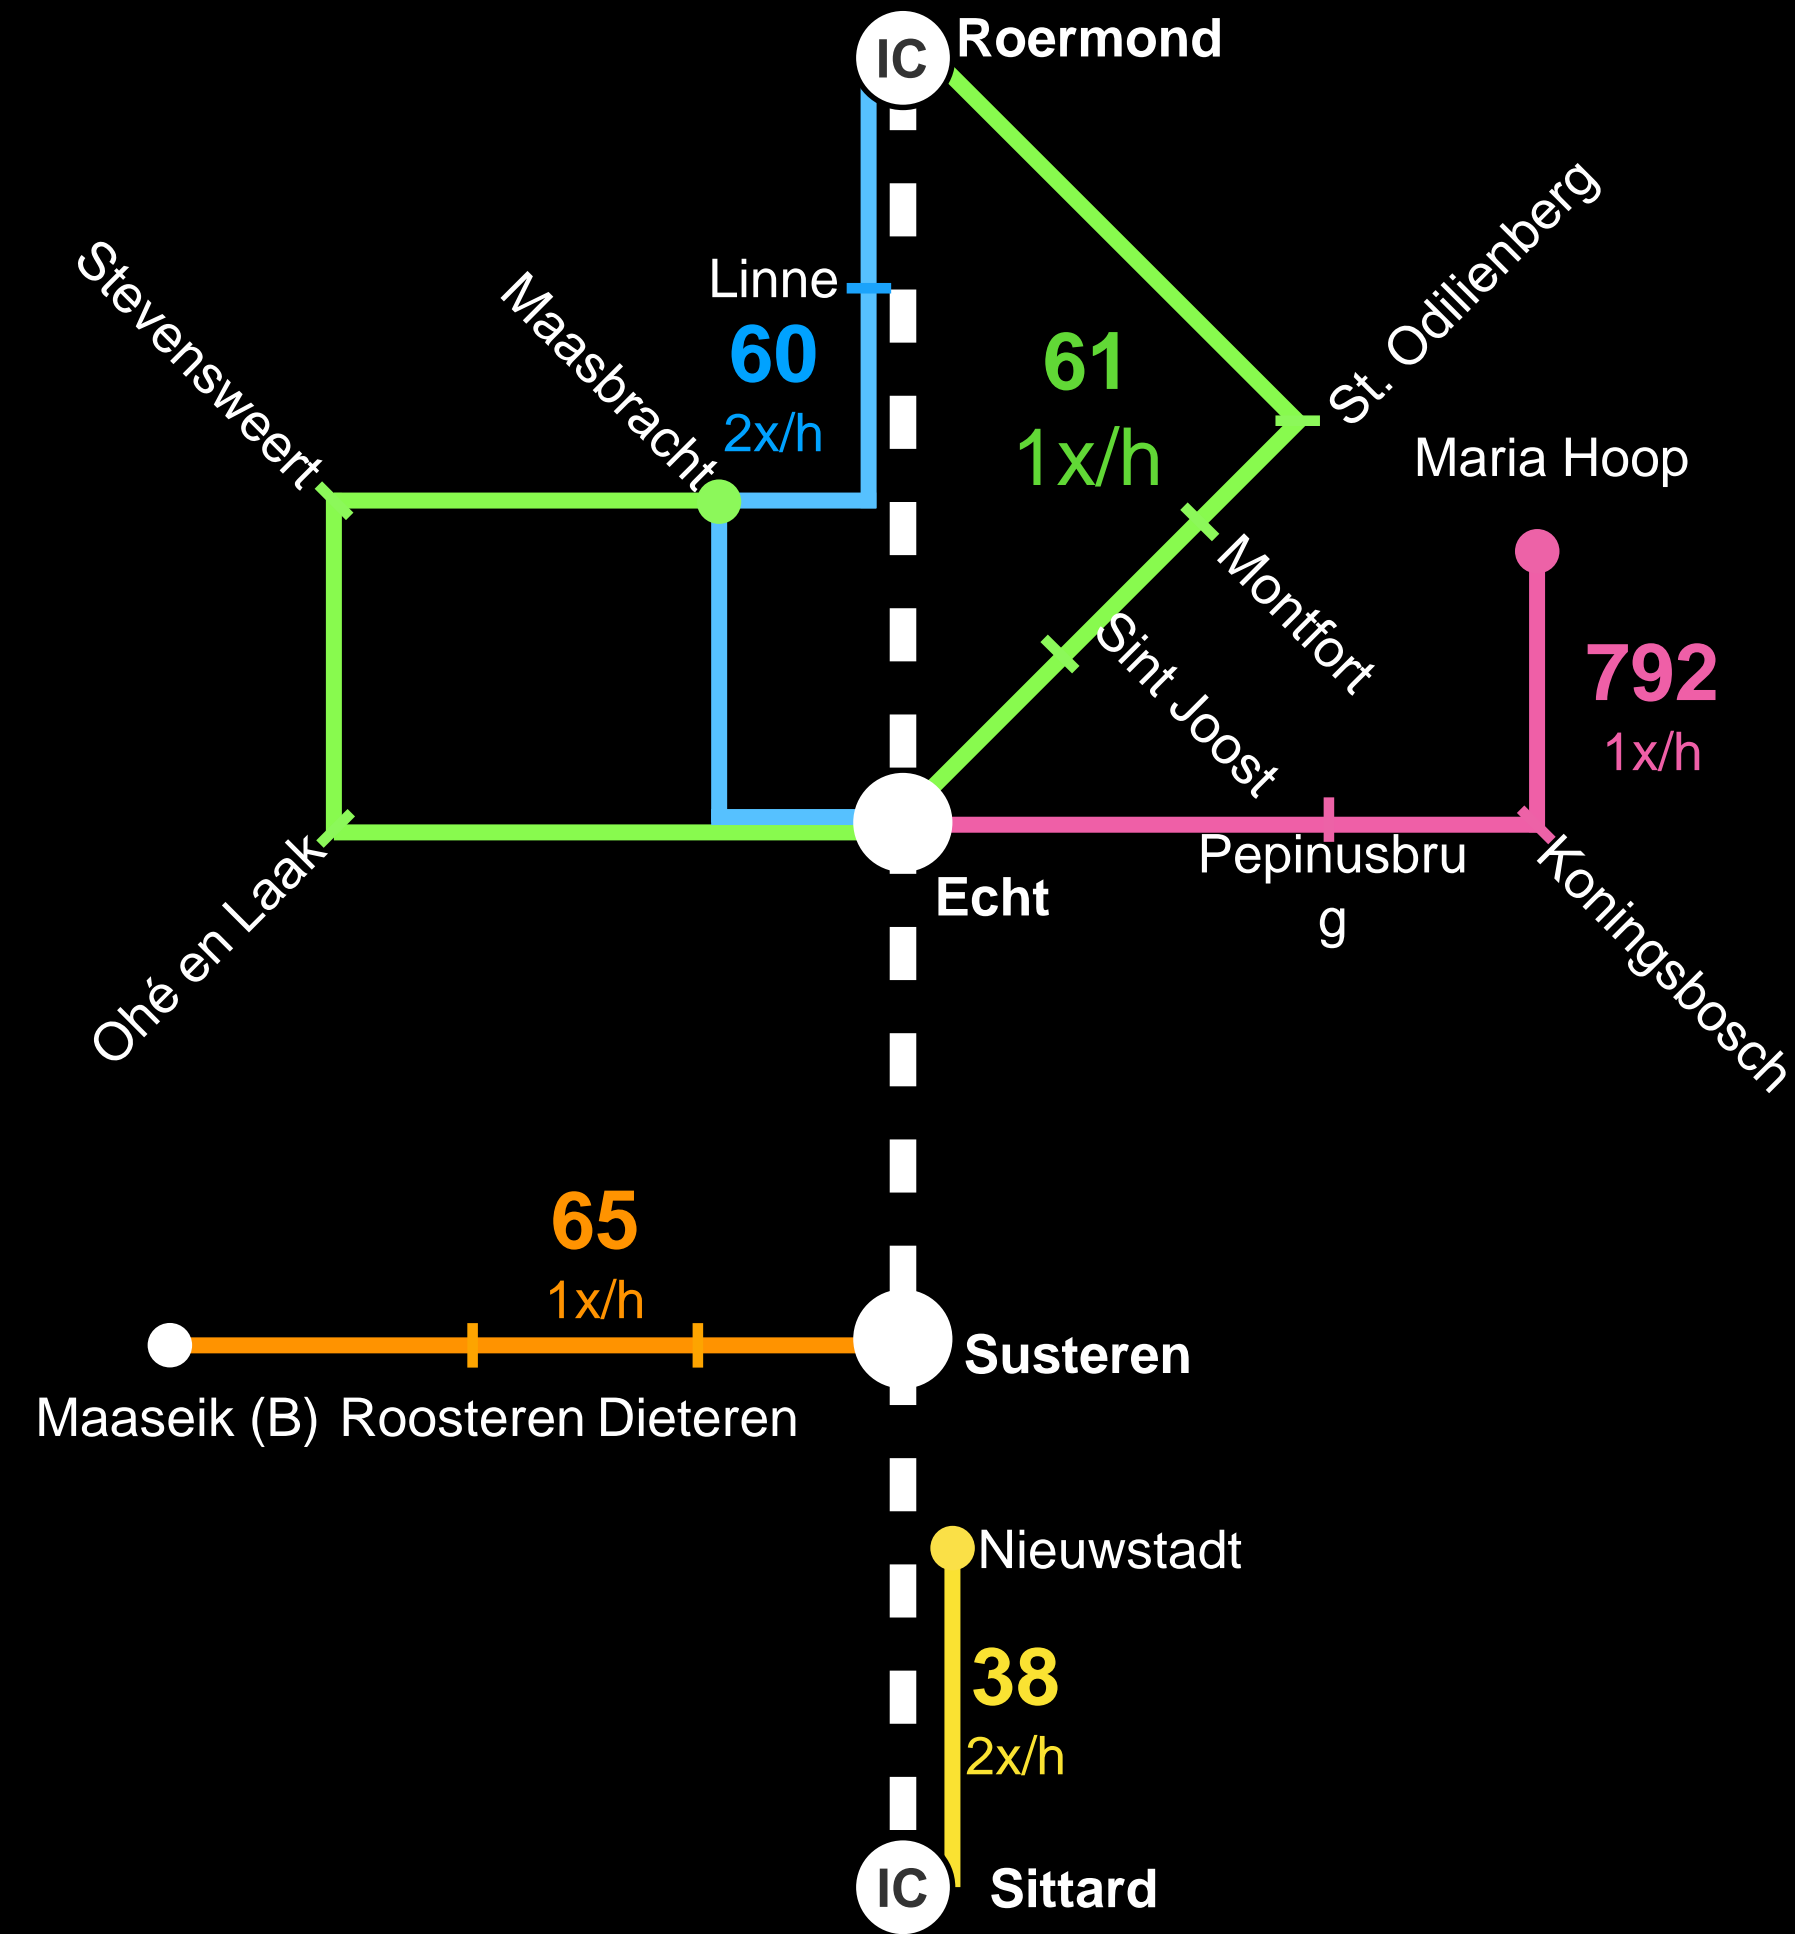 IC
Roermond
St. Odilienberg
Stevensweert
Maasbracht
Linne
60
2x/h
61
1x/h
Maria Hoop
Montfort
Sint Joost
792
1x/h
Pepinusbru
g
Koningsbosch
Echt
Ohé en Laak
65
1x/h
Susteren
Maaseik (B)
Roosteren
Dieteren
Nieuwstadt
38
2x/h
IC
Sittard